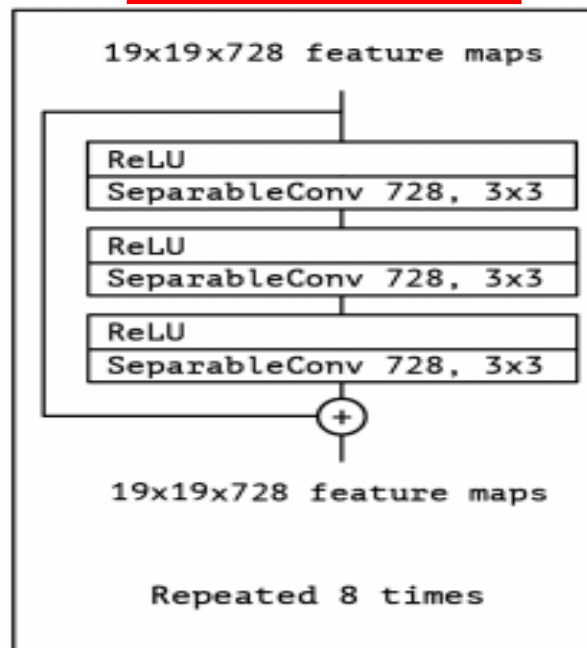 19x19x728 feature maps
ReLU
SeparableConv 728, 3x3
ReLU
SeparableConv 728, 3x3
ReLU
SeparableConv 728, 3x3
+
19x19x728 feature maps
Repeated 8 times